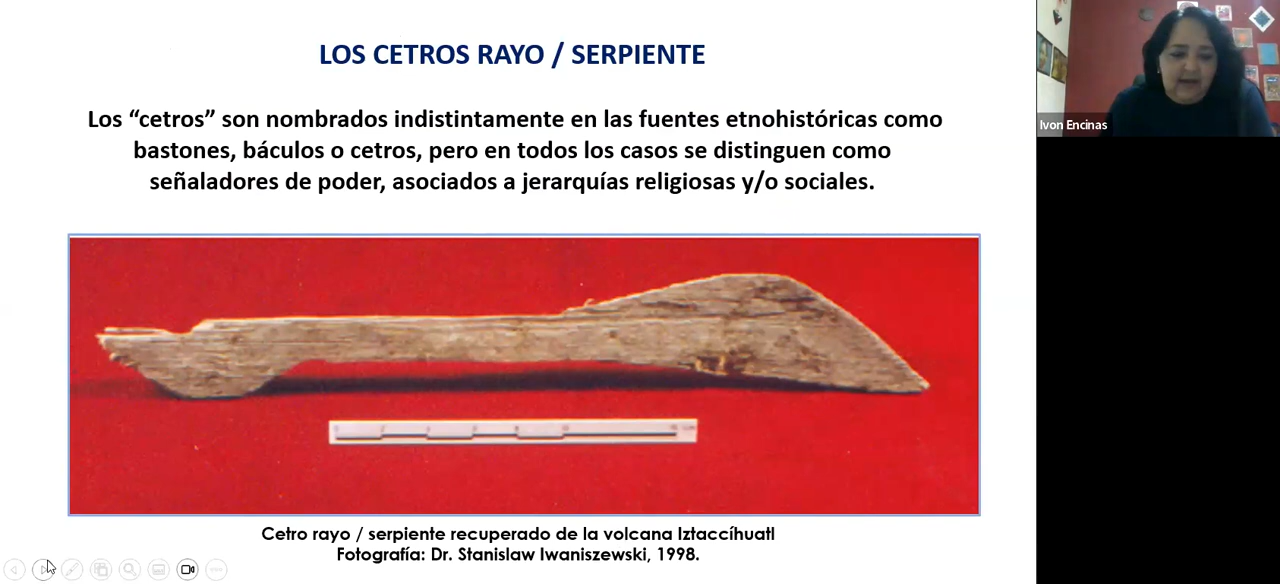 LOS CETROS RAYO / SERPIENTE
Los “cetros” son nombrados indistintamente en las fuentes etnohistóricas como
bastones, báculos o cetros, pero en todos los casos se distinguen como
señaladores de poder, asociados a jerarquías religiosas y/o sociales.
Cetro rayo / serpiente recuperado de la volcana Iztaccíhuatl
Fotografía: Dr. Stanislaw Iwaniszewski, 1998.
Ivon Encinas